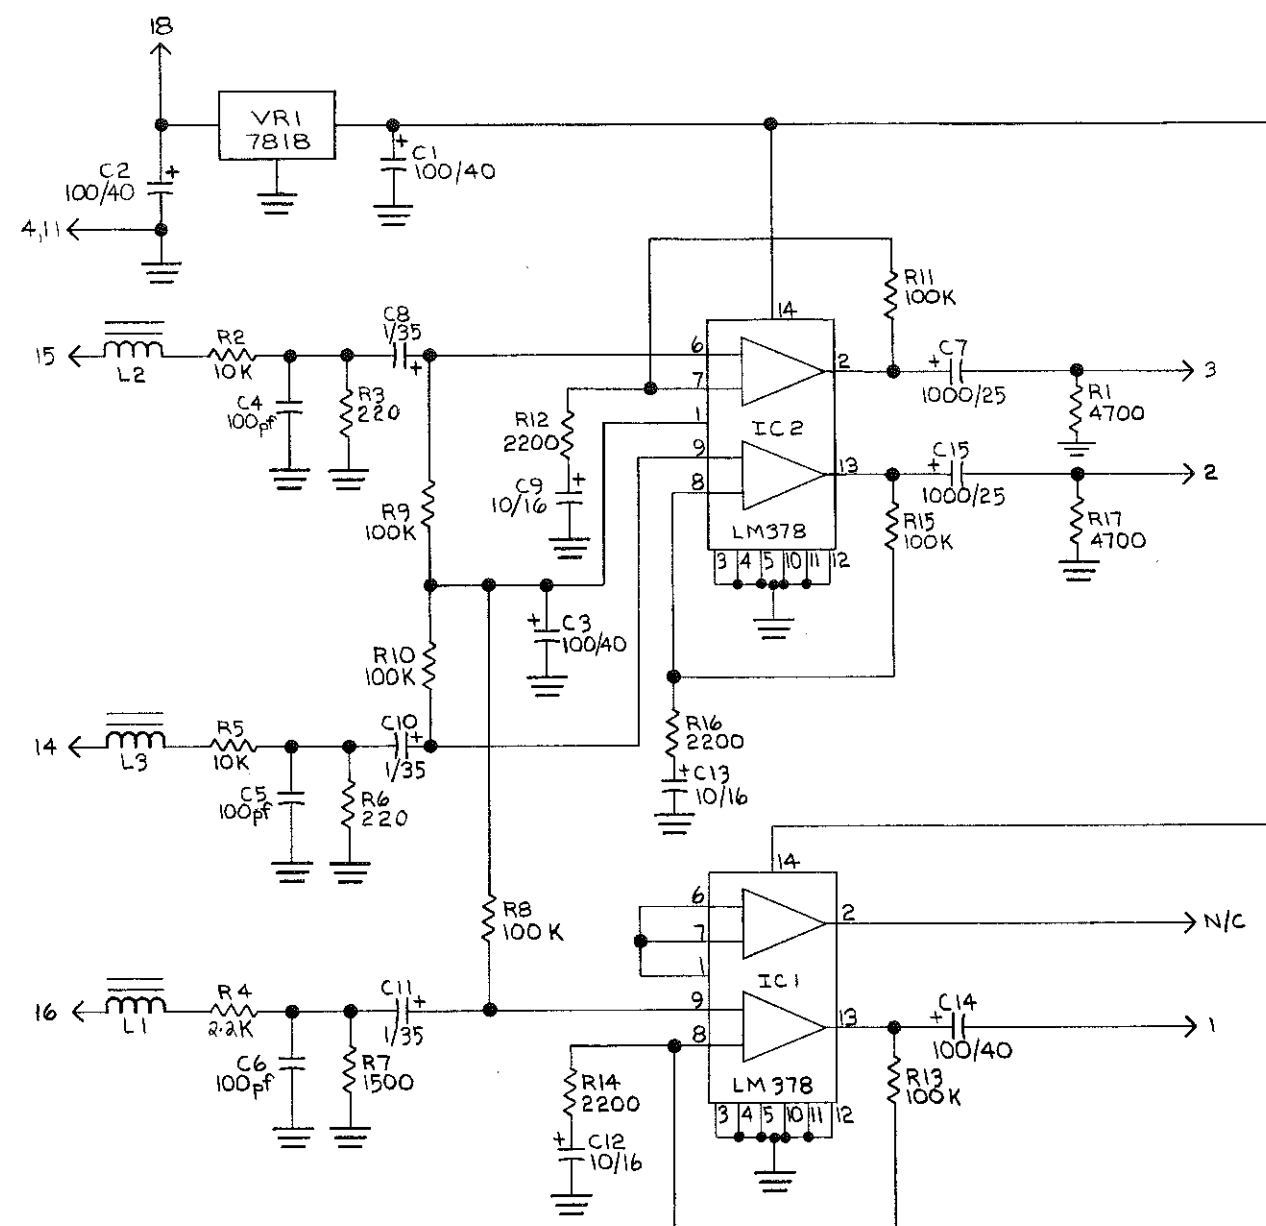 18
VR1
7818
C2
100/40
C1
100/40
4,11
15
L2
R2
10K
C4
100pf
R3
220
C8
1/35
R9
100K
R12
2200
C9
10/16
6
7
1
9
8
14
IC2
LM378
3 4 5 10 11 12
2
13
R11
100K
C7
1000/25
R1
4700
3
C15
1000/25
2
R15
100K
R17
4700
R10
100K
C3
100/40
14
L3
R5
10K
C5
100pf
R6
220
C10
1/35
R16
2200
C13
10/16
R8
100K
16
L1
R4
2.2K
C6
100pf
R7
1500
C11
1/35
14
6
7
1
9
8
IC1
LM378
3 4 5 10 11 12
2
N/C
13
C14
100/40
1
R13
100K
R14
2200
C12
10/16
+
+
+
+
+
+
+
+
+
+
+
+
+